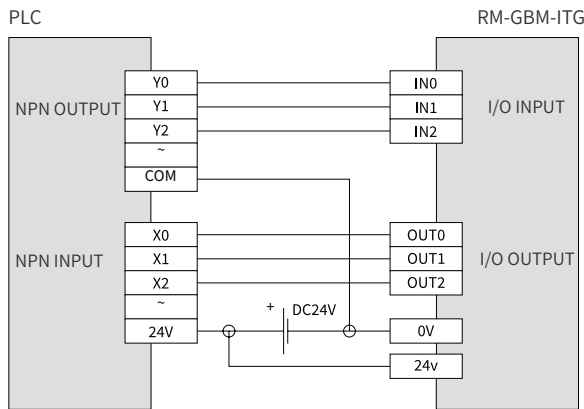 PLC
RM-GBM-ITG
Y0
IN0
NPN OUTPUT
Y1
IN1
I/O INPUT
Y2
IN2
~
COM
X0
OUT0
NPN INPUT
X1
OUT1
I/O OUTPUT
X2
OUT2
~
+
DC24V
24V
0V
24v